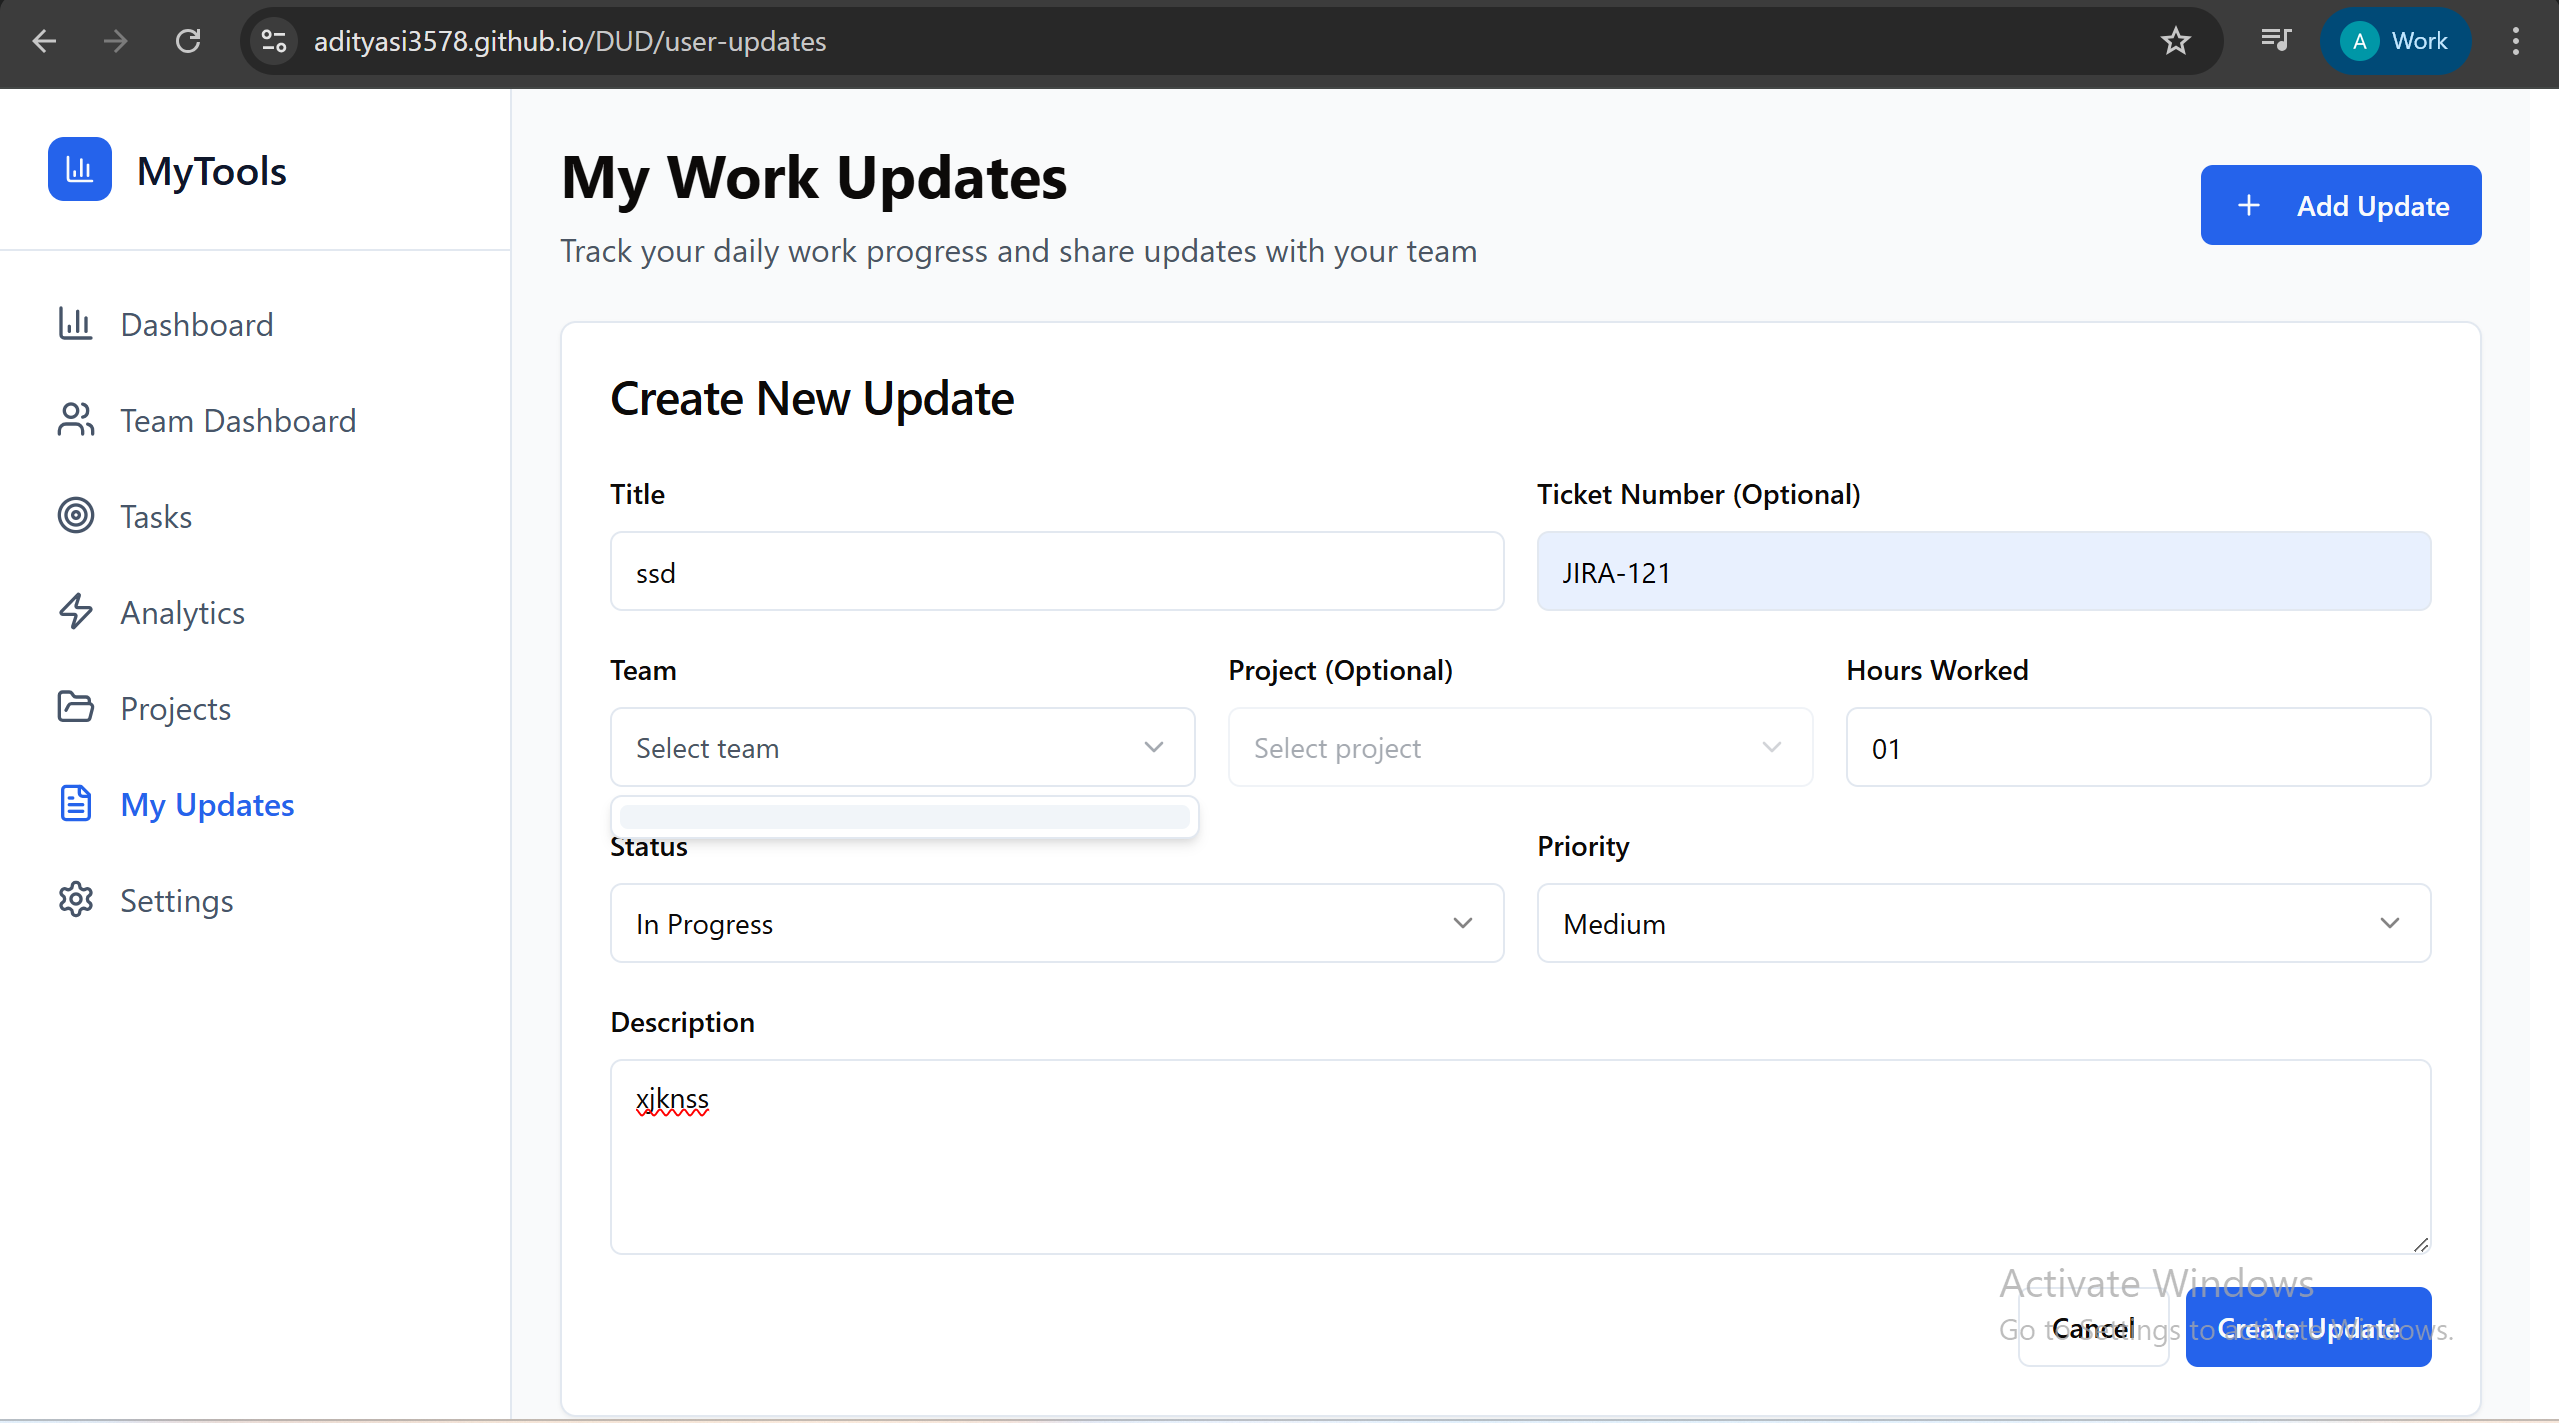 adityasi3578.github.io/DUD/user-updates
A Work
MyTools
Dashboard
Team Dashboard
Tasks
Analytics
Projects
My Updates
Settings
My Work Updates
Track your daily work progress and share updates with your team
+ Add Update
Create New Update
Title
ssd
Ticket Number (Optional)
JIRA-121
Team
Select team
Project (Optional)
Select project
Hours Worked
01
Status
In Progress
Priority
Medium
Description
xjknss
Activate Windows
Go to Settings to activate Windows.
Cancel
Create Update